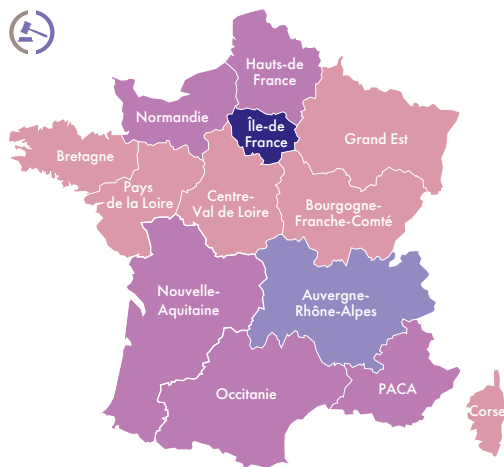 Hauts-de
France
Normandie
Île-de
France
Grand Est
Bretagne
Pays
de la Loire
Centre-
Val de Loire
Bourgogne-
Franche-Comté
Nouvelle-
Aquitaine
Auvergne-
Rhône-Alpes
Occitanie
PACA
Corse